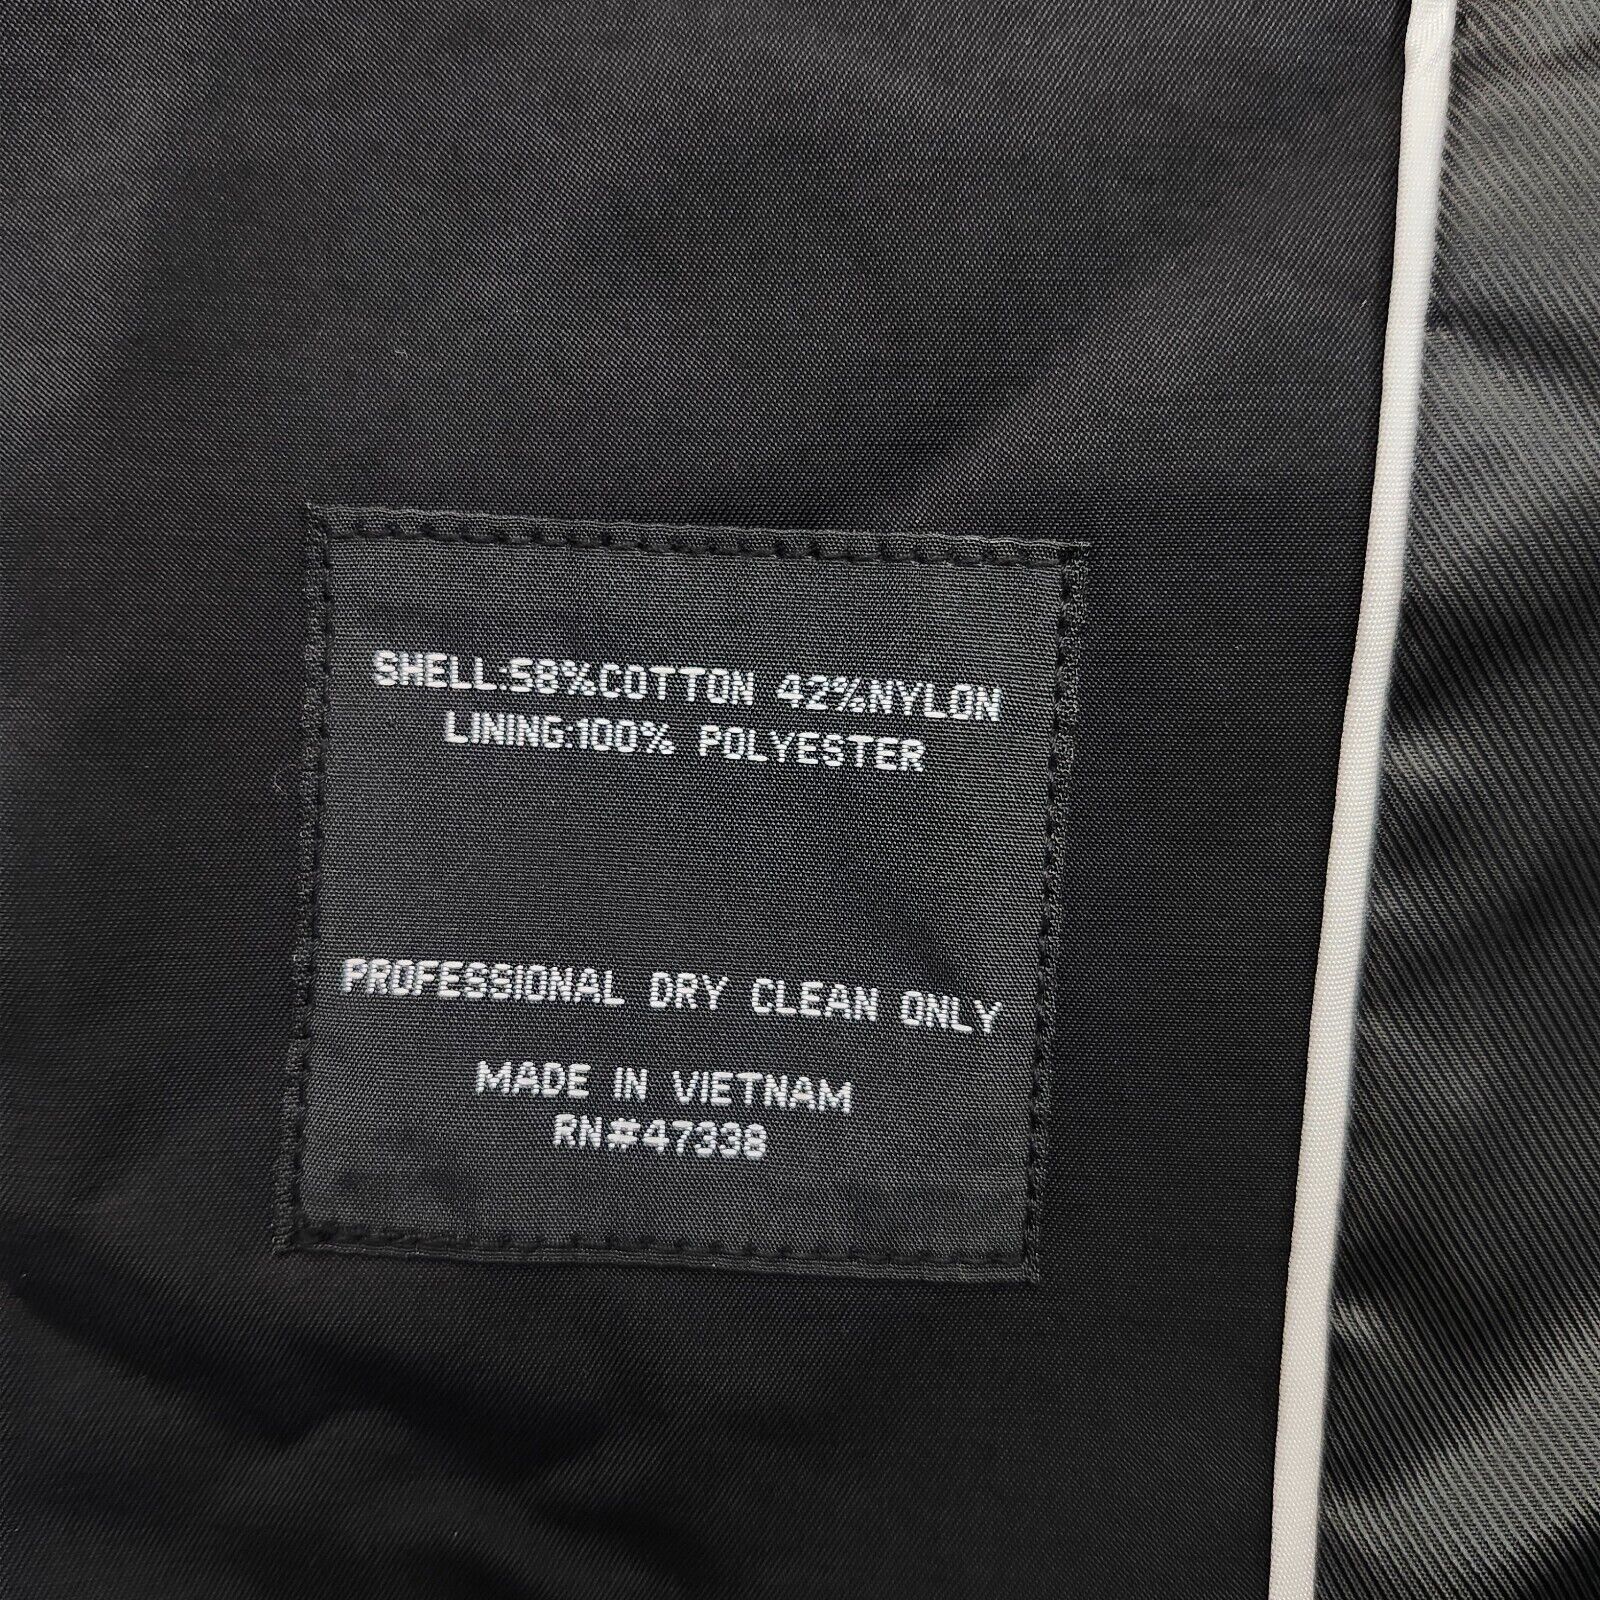 SHELL:58%COTTON 42%NYLON
LINING:100% POLYESTER
PROFESSIONAL DRY CLEAN ONLY
MADE IN VIETNAM
RN#47338